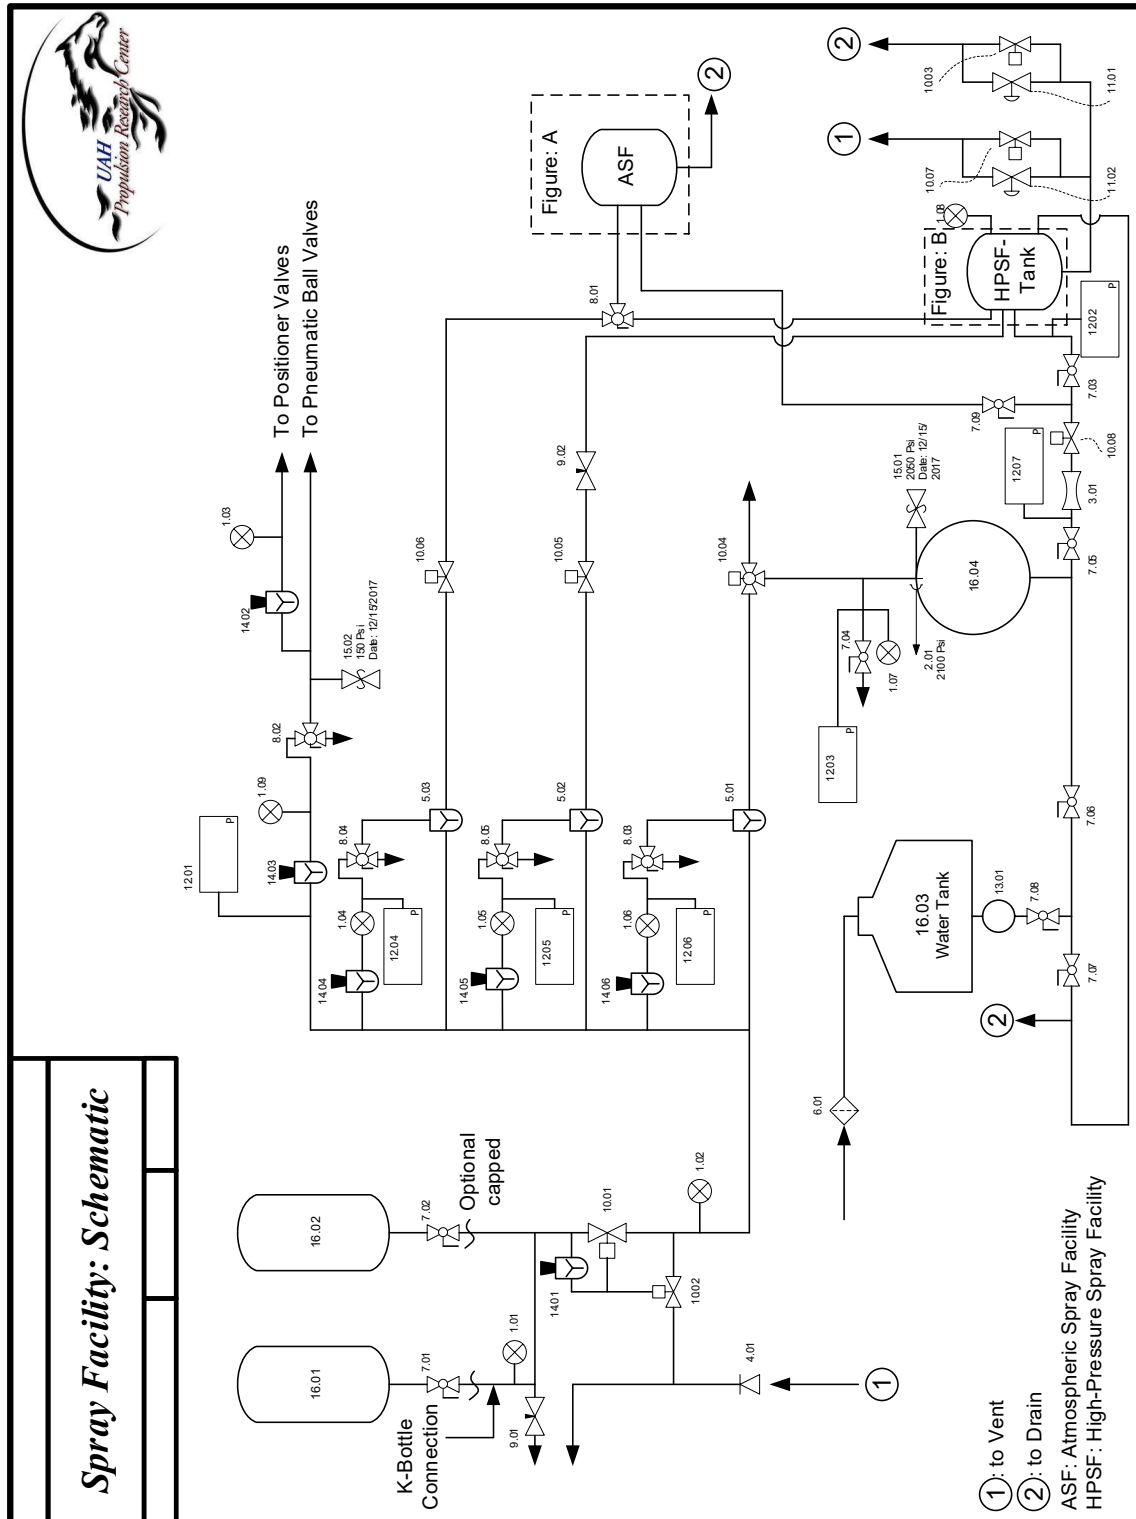 Spray Facility: Schematic
UAH
Propulsion Research Center
To Positioner Valves
To Pneumatic Ball Valves
1.03
14.02
15.02
150 Psi
Date: 12/15/2017
8.02
1.09
12.01
P
14.03
Figure: A
ASF
2
8.01
2
10.03
11.01
1
10.07
11.02
Figure: B
1.08
HPSF-
Tank
12.02
P
7.03
7.09
10.08
12.07
P
3.01
7.05
9.02
10.06
10.05
10.04
15.01
2050 Psi
Date: 12/15/
2017
16.04
2.01
2100 Psi
7.04
1.07
12.03
P
5.03
5.02
5.01
8.04
8.05
8.03
1.04
1.05
1.06
12.04
P
12.05
P
12.06
P
14.04
14.05
14.06
7.06
16.03
Water Tank
13.01
7.08
7.07
2
6.01
16.02
7.02
Optional
capped
10.01
1.02
14.01
10.02
16.01
7.01
1.01
K-Bottle
Connection
9.01
4.01
1
1 : to Vent
2 : to Drain
ASF: Atmospheric Spray Facility
HPSF: High-Pressure Spray Facility